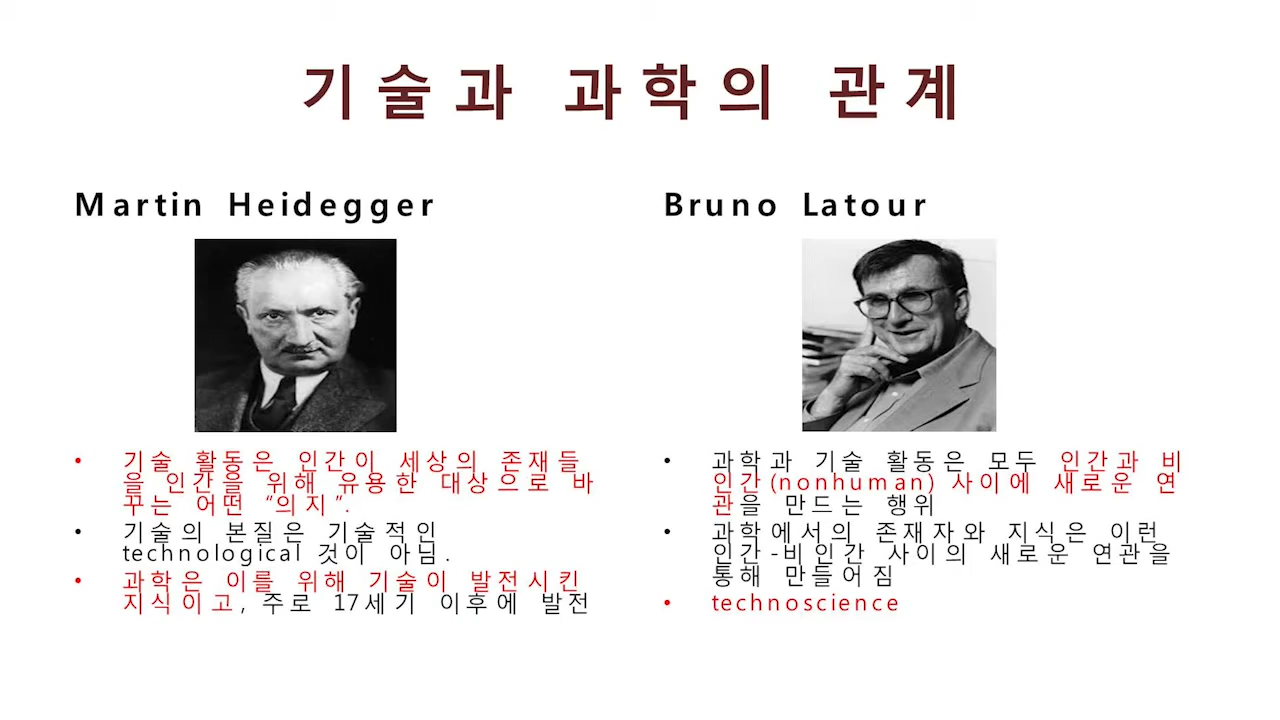 기술과 과학의 관계
Martin Heidegger
• 기술 활동은 인간이 세상의 존재들
을 인간을 위해 유용한 대상으로 바
꾸는 어떤 “의지”.
• 기술의 본질은 기술적인
technological 것이 아님.
• 과학은 이를 위해 기술이 발전시킨
지식이고, 주로 17세기 이후에 발전
Bruno Latour
• 과학과 기술 활동은 모두 인간과 비
인간(nonhuman) 사이에 새로운 연
관을 만드는 행위
• 과학에서의 존재자와 지식은 이런
인간-비인간 사이의 새로운 연관을
통해 만들어짐
• technoscience